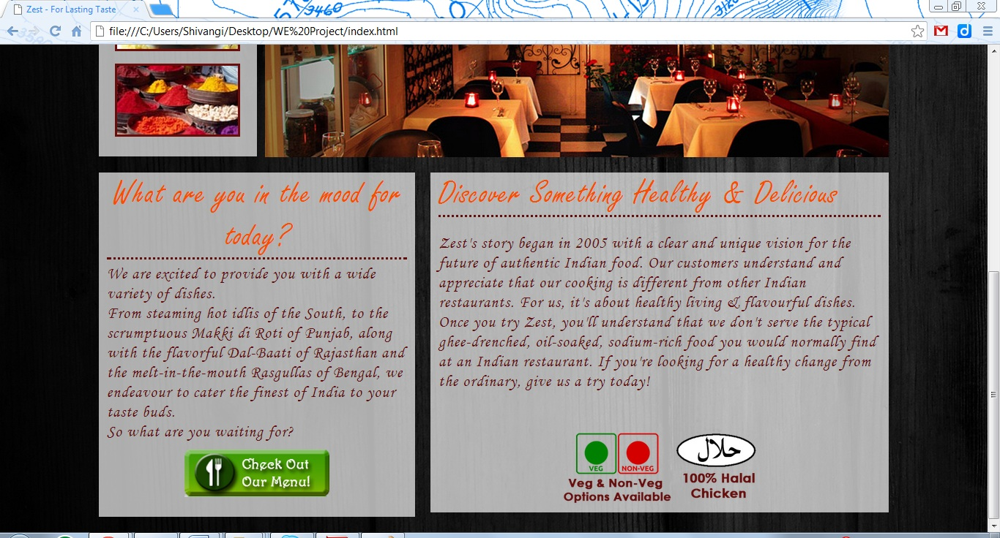 3460
3120
3580
Zest - For Lasting Taste
file:///C:/Users/Shivangi/Desktop/WE%20Project/index.html
What are you in the mood for
today?
We are excited to provide you with a wide
variety of dishes.
From steaming hot idlis of the South, to the
scrumptuous Makki di Roti of Punjab, along
with the flavorful Dal-Baati of Rajasthan and
the melt-in-the-mouth Rasgullas of Bengal, we
endeavour to cater the finest of India to your
taste buds.
So what are you waiting for?
Check Out
Our Menu!
Discover Something Healthy & Delicious
Zest's story began in 2005 with a clear and unique vision for the
future of authentic Indian food. Our customers understand and
appreciate that our cooking is different from other Indian
restaurants. For us, it's about healthy living & flavourful dishes.
Once you try Zest, you'll understand that we don't serve the typical
ghee-drenched, oil-soaked, sodium-rich food you would normally find
at an Indian restaurant. If you're looking for a healthy change from
the ordinary, give us a try today!
VEG NON-VEG
Veg & Non-Veg
Options Available
حلال
100% Halal
Chicken